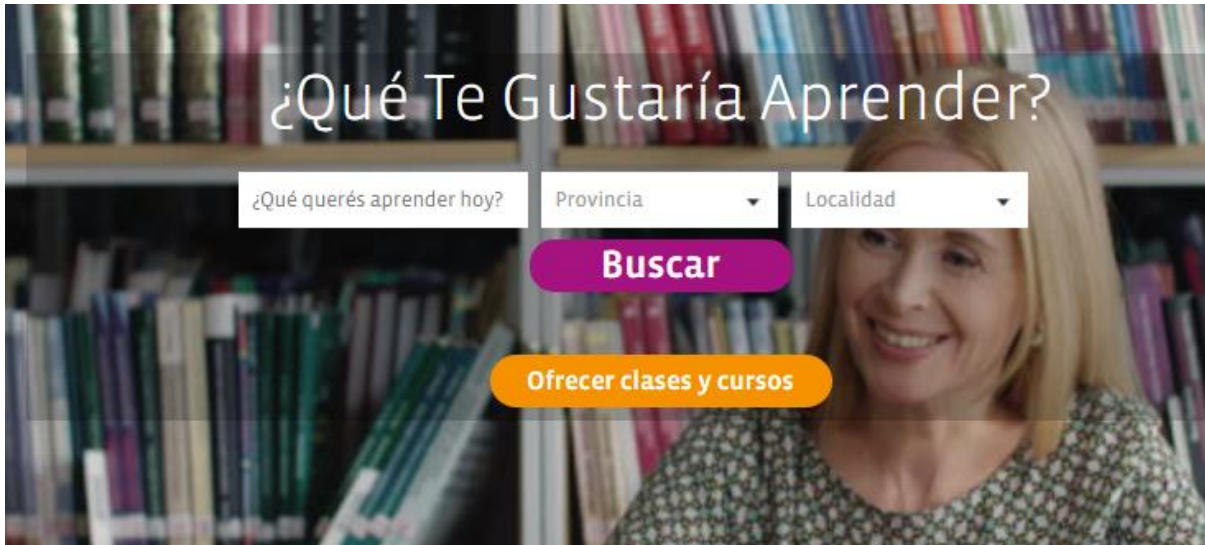 ¿Qué Te Gustaría Aprender?
¿Qué querés aprender hoy? Provincia Localidad
Buscar
Ofrecer clases y cursos